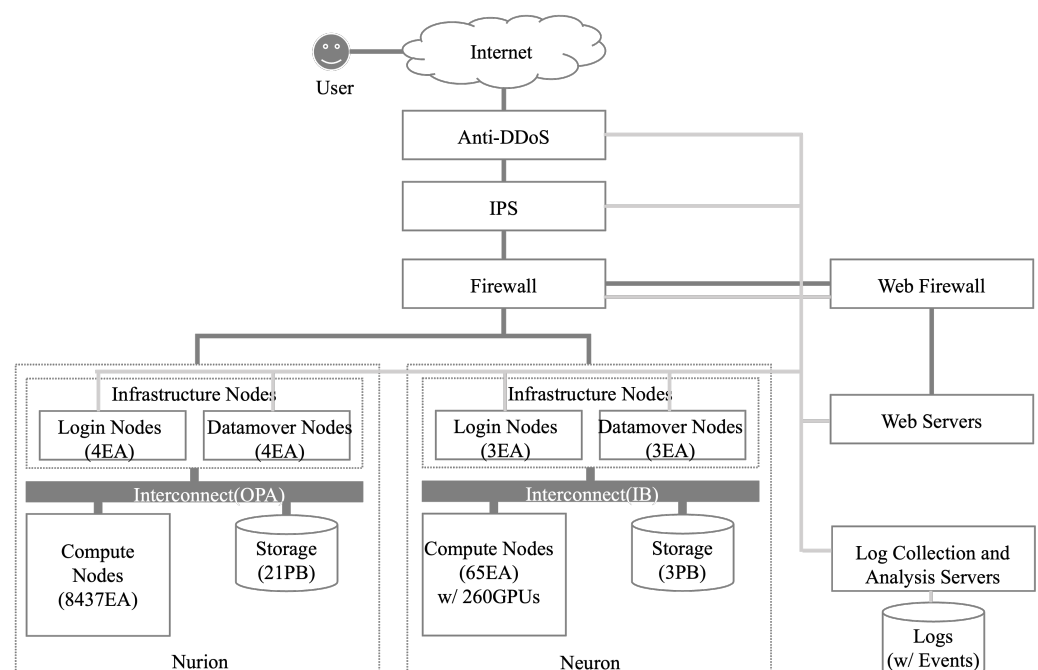 Internet
User
Anti-DDoS
IPS
Firewall
Web Firewall
Infrastructure Nodes
Login Nodes
(4EA)
Datamover Nodes
(4EA)
Interconnect(OPA)
Compute
Nodes
(8437EA)
Storage
(21PB)
Nurion
Infrastructure Nodes
Login Nodes
(3EA)
Datamover Nodes
(3EA)
Interconnect(IB)
Compute Nodes
(65EA)
w/ 260GPUs
Storage
(3PB)
Neuron
Web Servers
Log Collection and
Analysis Servers
Logs
(w/ Events)